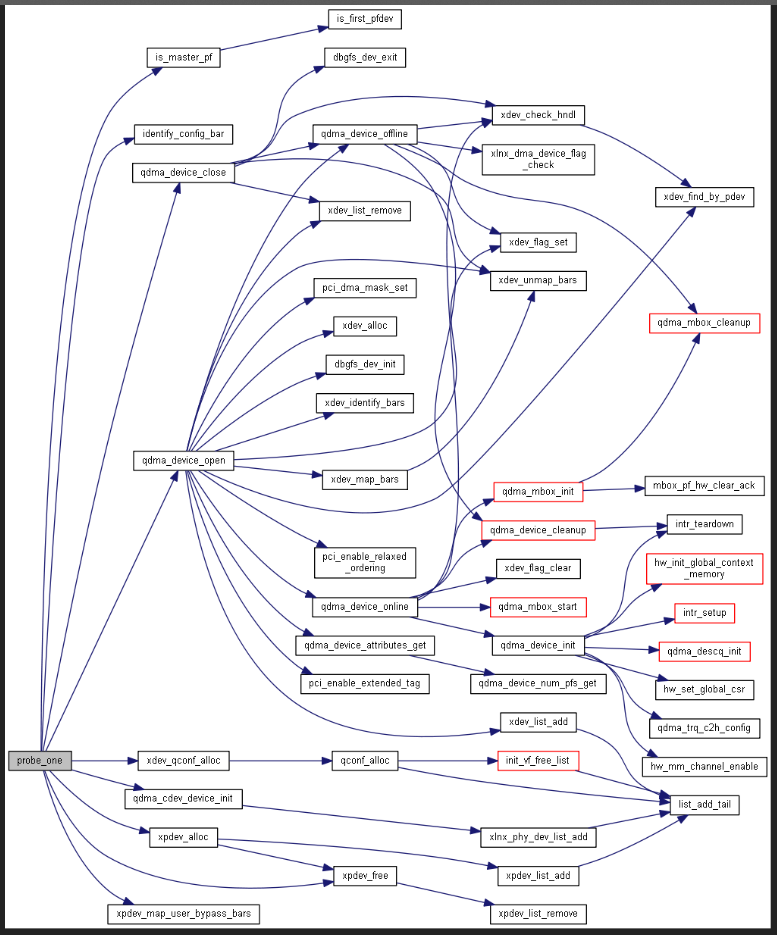 is_first_pfdev
is_master_pf
dbgfs_dev_exit
xdev_check_hndl
identify_config_bar
qdma_device_offline
xlnx_dma_device_flag
_check
qdma_device_close
xdev_find_by_pdev
xdev_list_remove
xdev_flag_set
xdev_unmap_bars
pci_dma_mask_set
xdev_alloc
qdma_mbox_cleanup
dbgfs_dev_init
xdev_identify_bars
qdma_device_open
xdev_map_bars
qdma_mbox_init
mbox_pf_hw_clear_ack
qdma_device_cleanup
intr_teardown
pci_enable_relaxed
_ordering
xdev_flag_clear
hw_init_global_context
_memory
qdma_device_online
qdma_mbox_start
intr_setup
qdma_device_attributes_get
qdma_device_init
qdma_descq_init
pci_enable_extended_tag
qdma_device_num_pfs_get
hw_set_global_csr
xdev_list_add
qdma_trq_c2h_config
probe_one
xdev_qconf_alloc
qconf_alloc
init_vf_free_list
hw_mm_channel_enable
qdma_cdev_device_init
list_add_tail
xpdev_alloc
xlnx_phy_dev_list_add
xpdev_free
xpdev_list_add
xpdev_map_user_bypass_bars
xpdev_list_remove